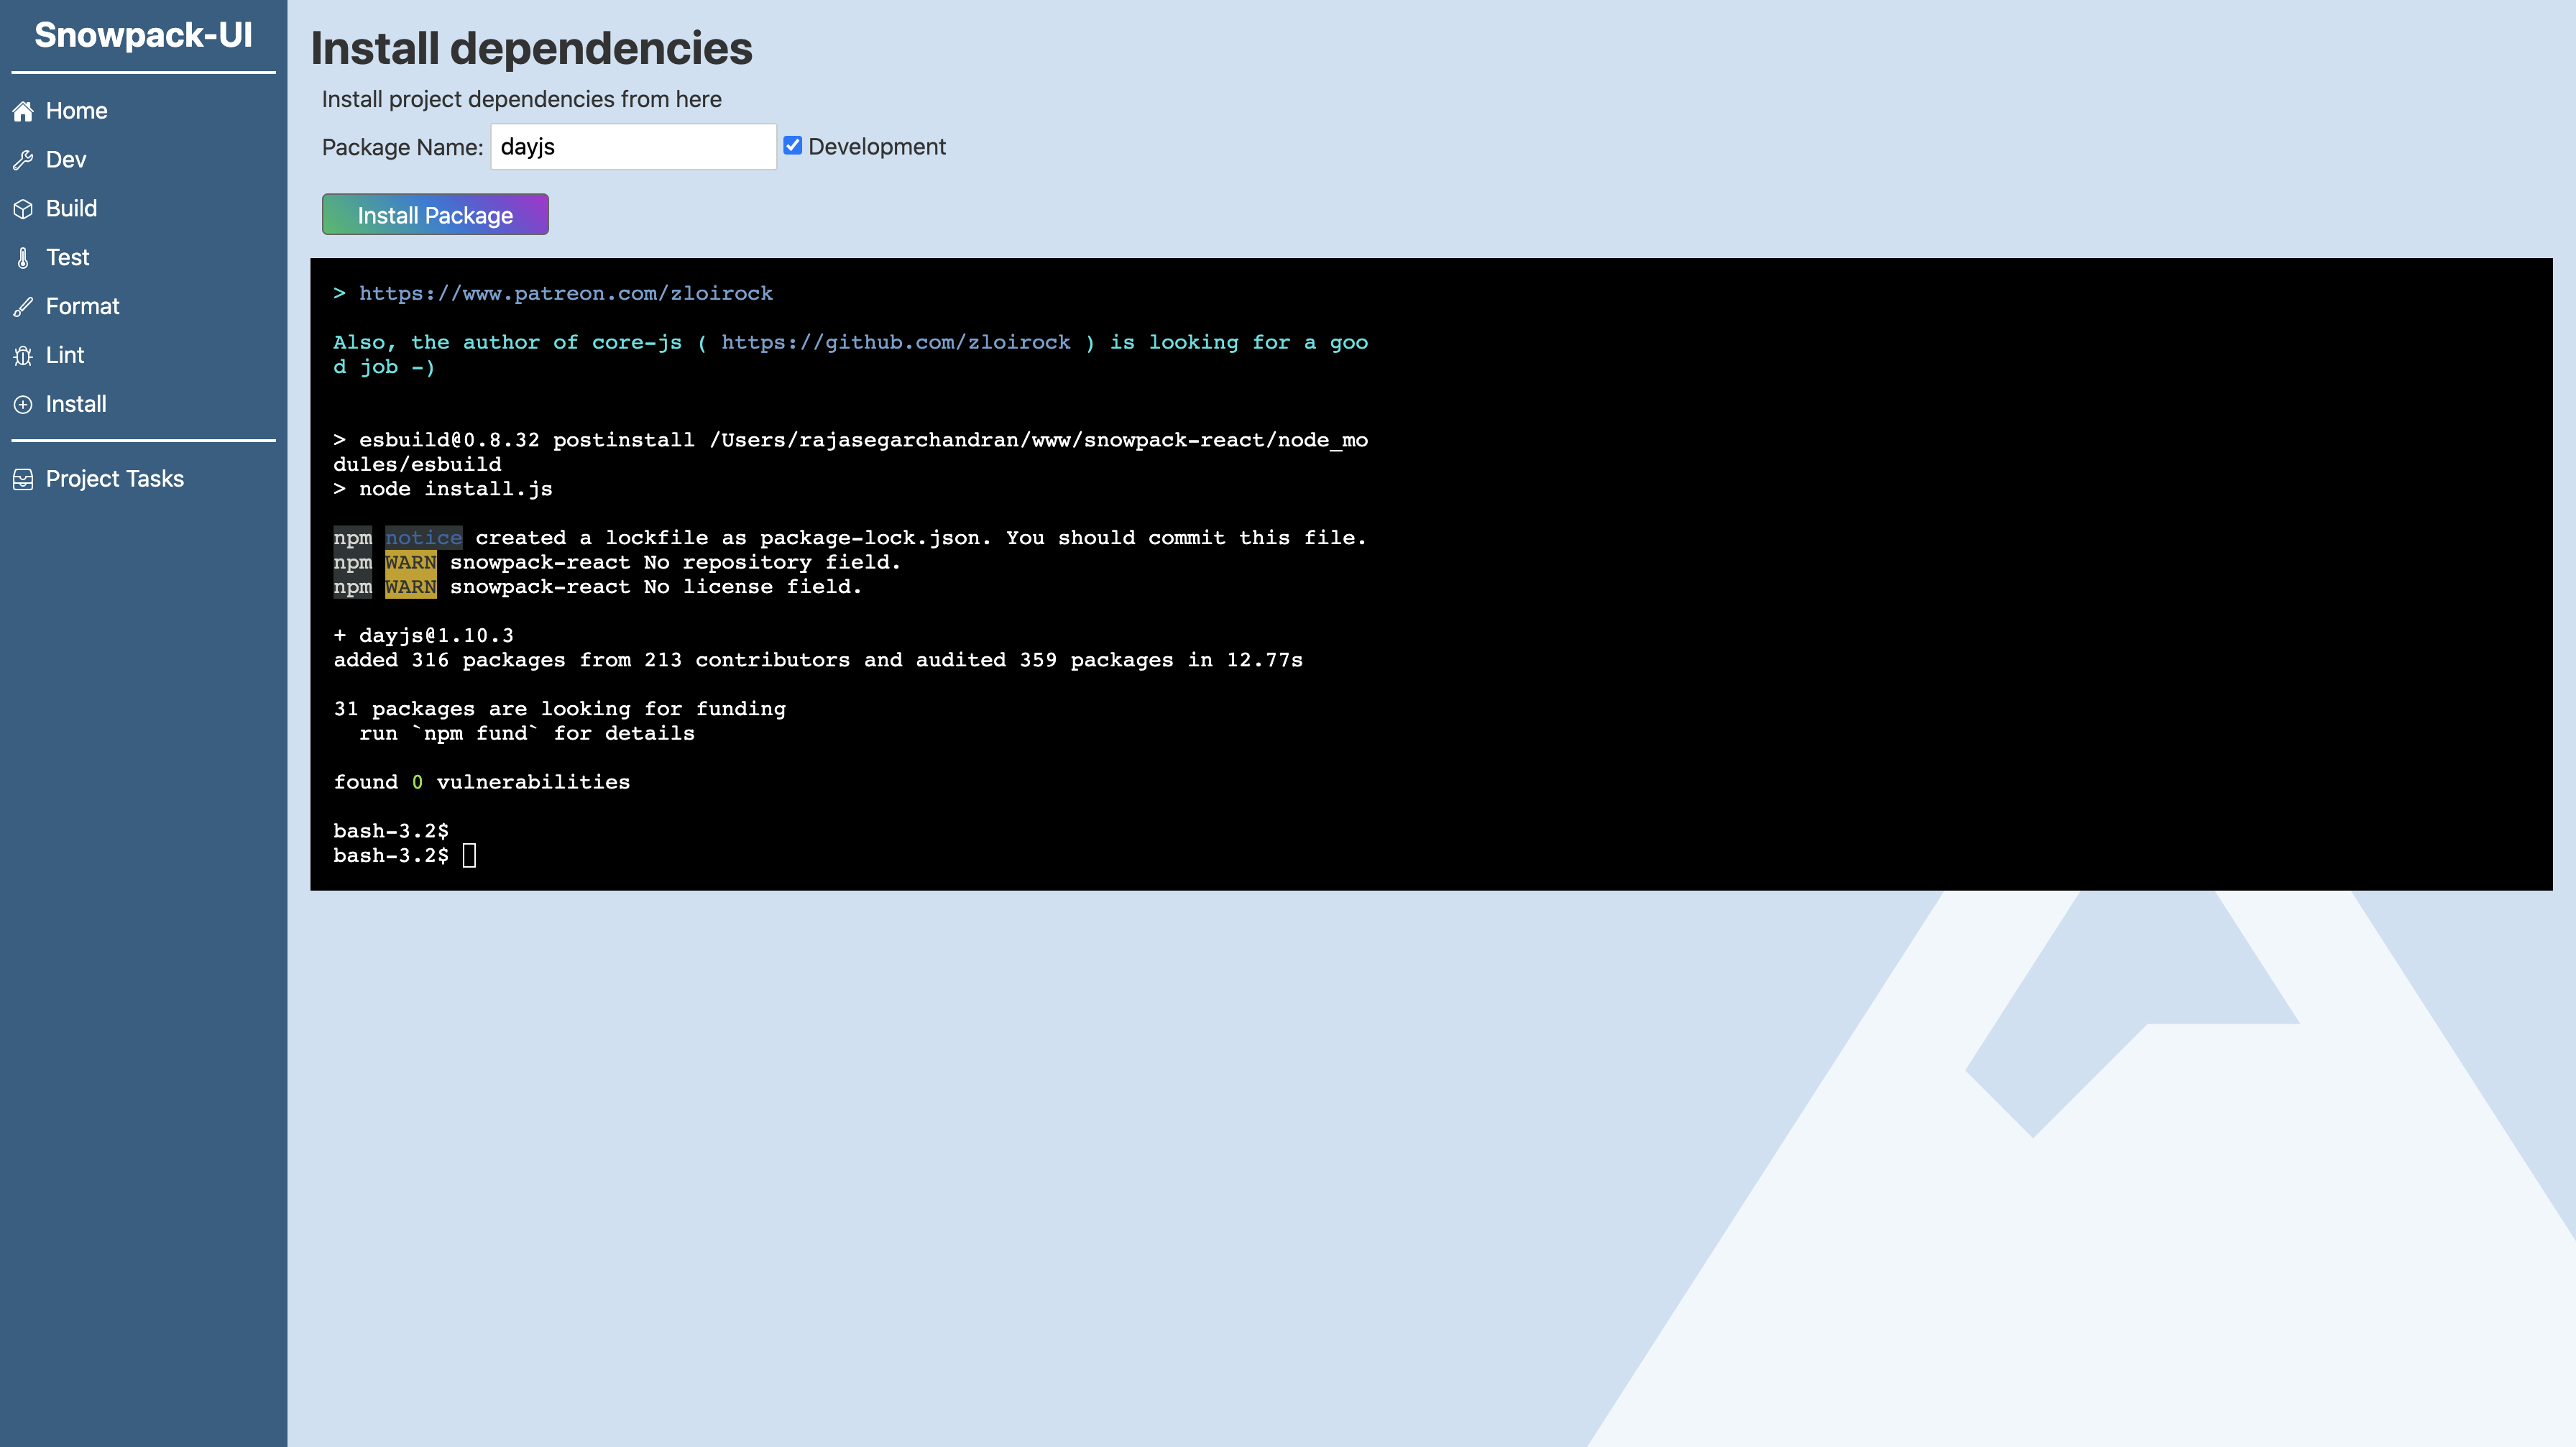 Snowpack-UI
Home
Dev
Build
Test
Format
Lint
Install
Project Tasks
Install dependencies
Install project dependencies from here
Package Name: dayjs Development
Install Package
> https://www.patreon.com/zloirock
Also, the author of core-js ( https://github.com/zloirock ) is looking for a goo
d job -)
> esbuild@0.8.32 postinstall /Users/rajasegarchandran/www/snowpack-react/node_mo
dules/esbuild
> node install.js
npm notice created a lockfile as package-lock.json. You should commit this file.
npm WARN snowpack-react No repository field.
npm WARN snowpack-react No license field.
+ dayjs@1.10.3
added 316 packages from 213 contributors and audited 359 packages in 12.77s
31 packages are looking for funding
run `npm fund` for details
found 0 vulnerabilities
bash-3.2$
bash-3.2$